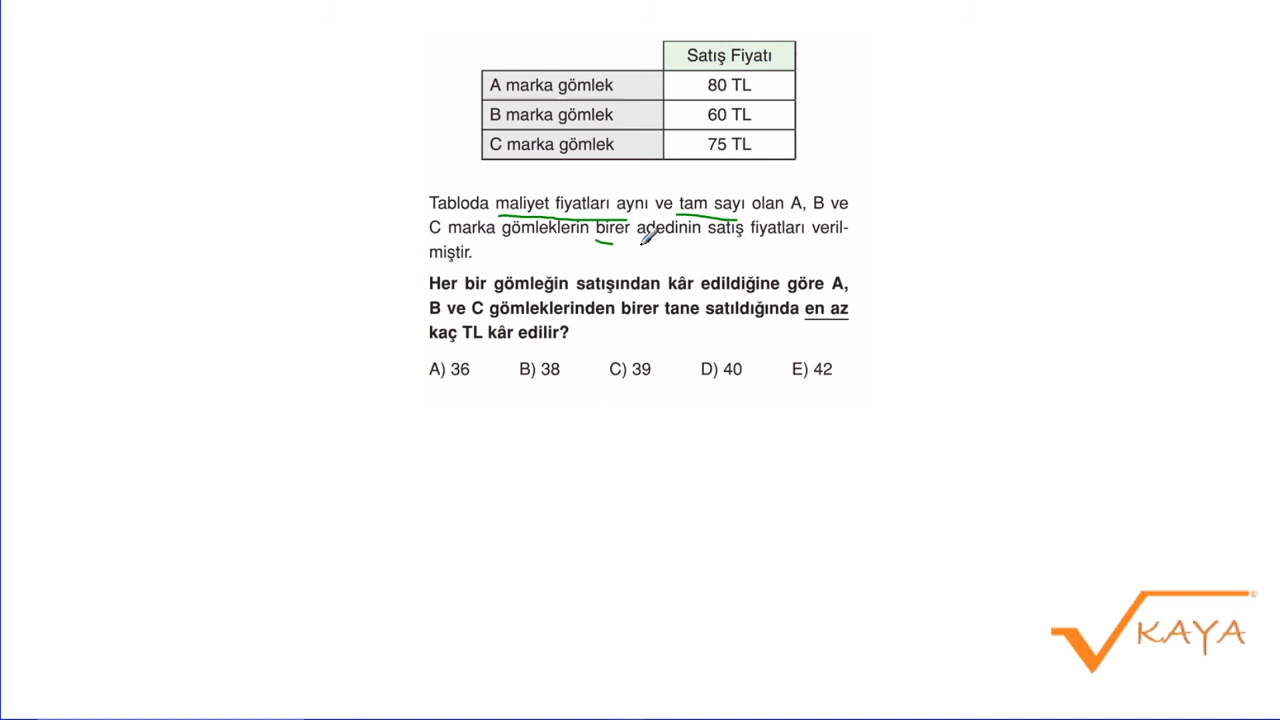 Satış Fiyatı
A marka gömlek 80 TL
B marka gömlek 60 TL
C marka gömlek 75 TL
Tabloda maliyet fiyatları aynı ve tam sayı olan A, B ve
C marka gömleklerin birer adedinin satış fiyatları veril-
miştir.
Her bir gömleğin satışından kâr edildiğine göre A,
B ve C gömleklerinden birer tane satıldığında en az
kaç TL kâr edilir?
A) 36 B) 38 C) 39 D) 40 E) 42
KAYA
©